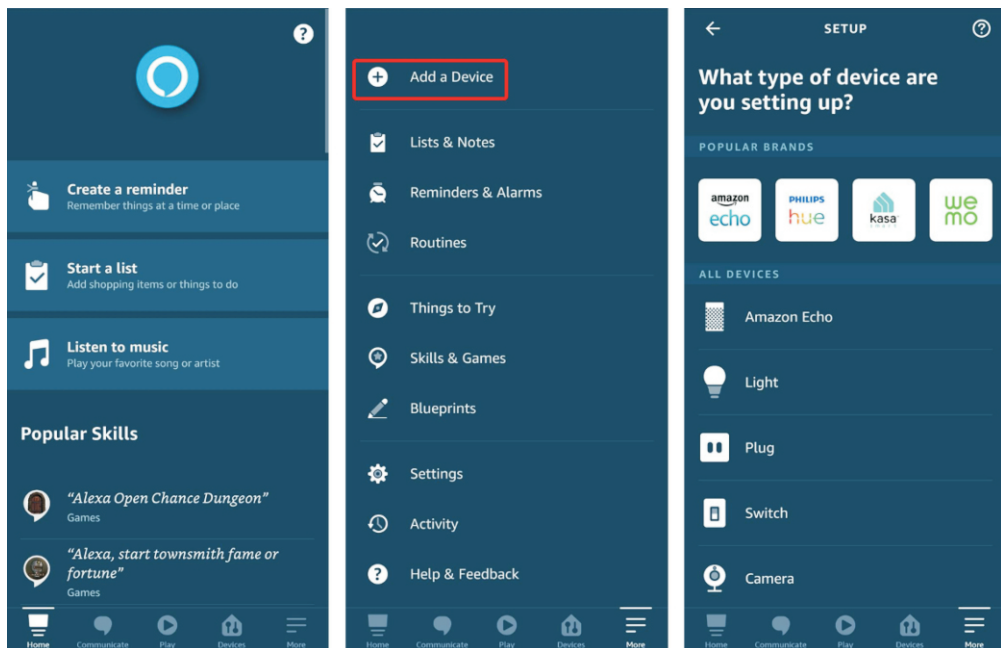 ?
Create a reminder
Remember things at a time or place
Start a list
Add shopping items or things to do
Listen to music
Play your favorite song or artist
Popular Skills
“Alexa Open Chance Dungeon”
Games
“Alexa, start townsmith fame or
fortune”
Games
Home Communicate Play Devices More
Add a Device
Lists & Notes
Reminders & Alarms
Routines
Things to Try
Skills & Games
Blueprints
Settings
Activity
? Help & Feedback
Home Communicate Play Devices More
SETUP ?
What type of device are
you setting up?
POPULAR BRANDS
amazon
echo
PHILIPS
hue
kasa
smart
we
mo
ALL DEVICES
Amazon Echo
Light
Plug
Switch
Camera
Home Communicate Play Devices More